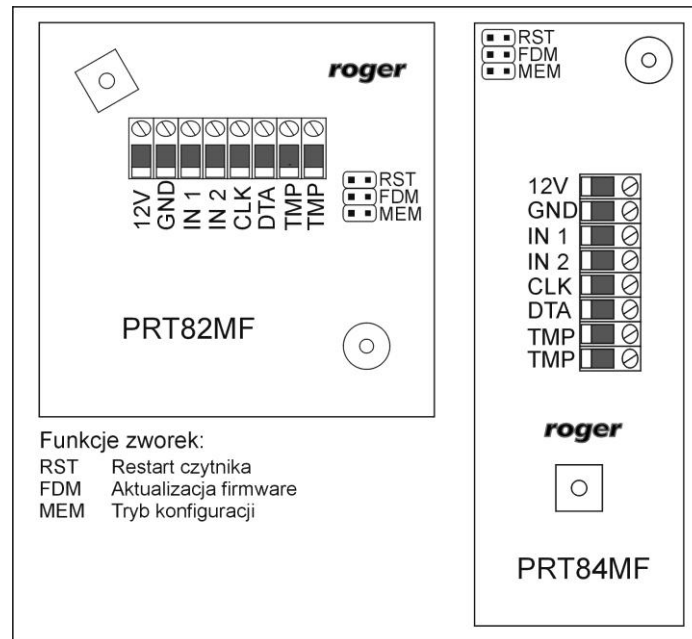 roger
12V
GND
IN 1
IN 2
CLK
DTA
TMP
TMP
RST
FDM
MEM
PRT82MF
Funkcje zworek:
RST Restart czytnika
FDM Aktualizacja firmware
MEM Tryb konfiguracji
RST
FDM
MEM
12V
GND
IN 1
IN 2
CLK
DTA
TMP
TMP
roger
PRT84MF